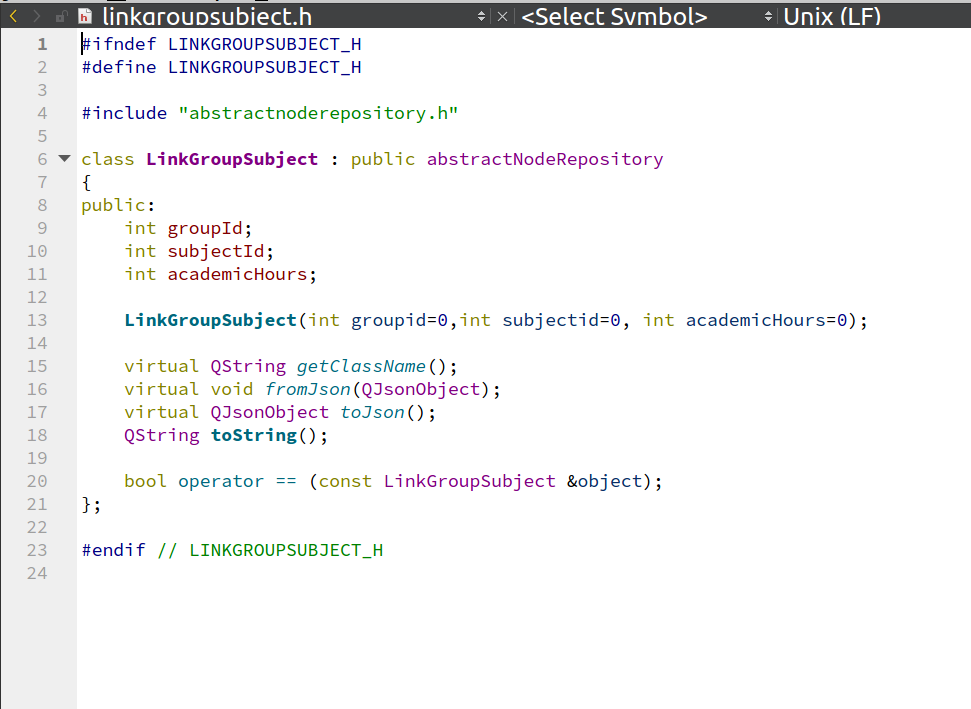 linkgroupsubject.h <Select Symbol> Unix (LF)
1 #ifndef LINKGROUPSUBJECT_H
2 #define LINKGROUPSUBJECT_H
3
4 #include "abstractnoderepository.h"
5
6 class LinkGroupSubject : public abstractNodeRepository
7 {
8 public:
9     int groupId;
10     int subjectId;
11     int academicHours;
12
13     LinkGroupSubject(int groupid=0,int subjectid=0, int academicHours=0);
14
15     virtual QString getClassName();
16     virtual void fromJson(QJsonObject);
17     virtual QJsonObject toJson();
18     QString toString();
19
20     bool operator == (const LinkGroupSubject &object);
21 };
22
23 #endif // LINKGROUPSUBJECT_H
24